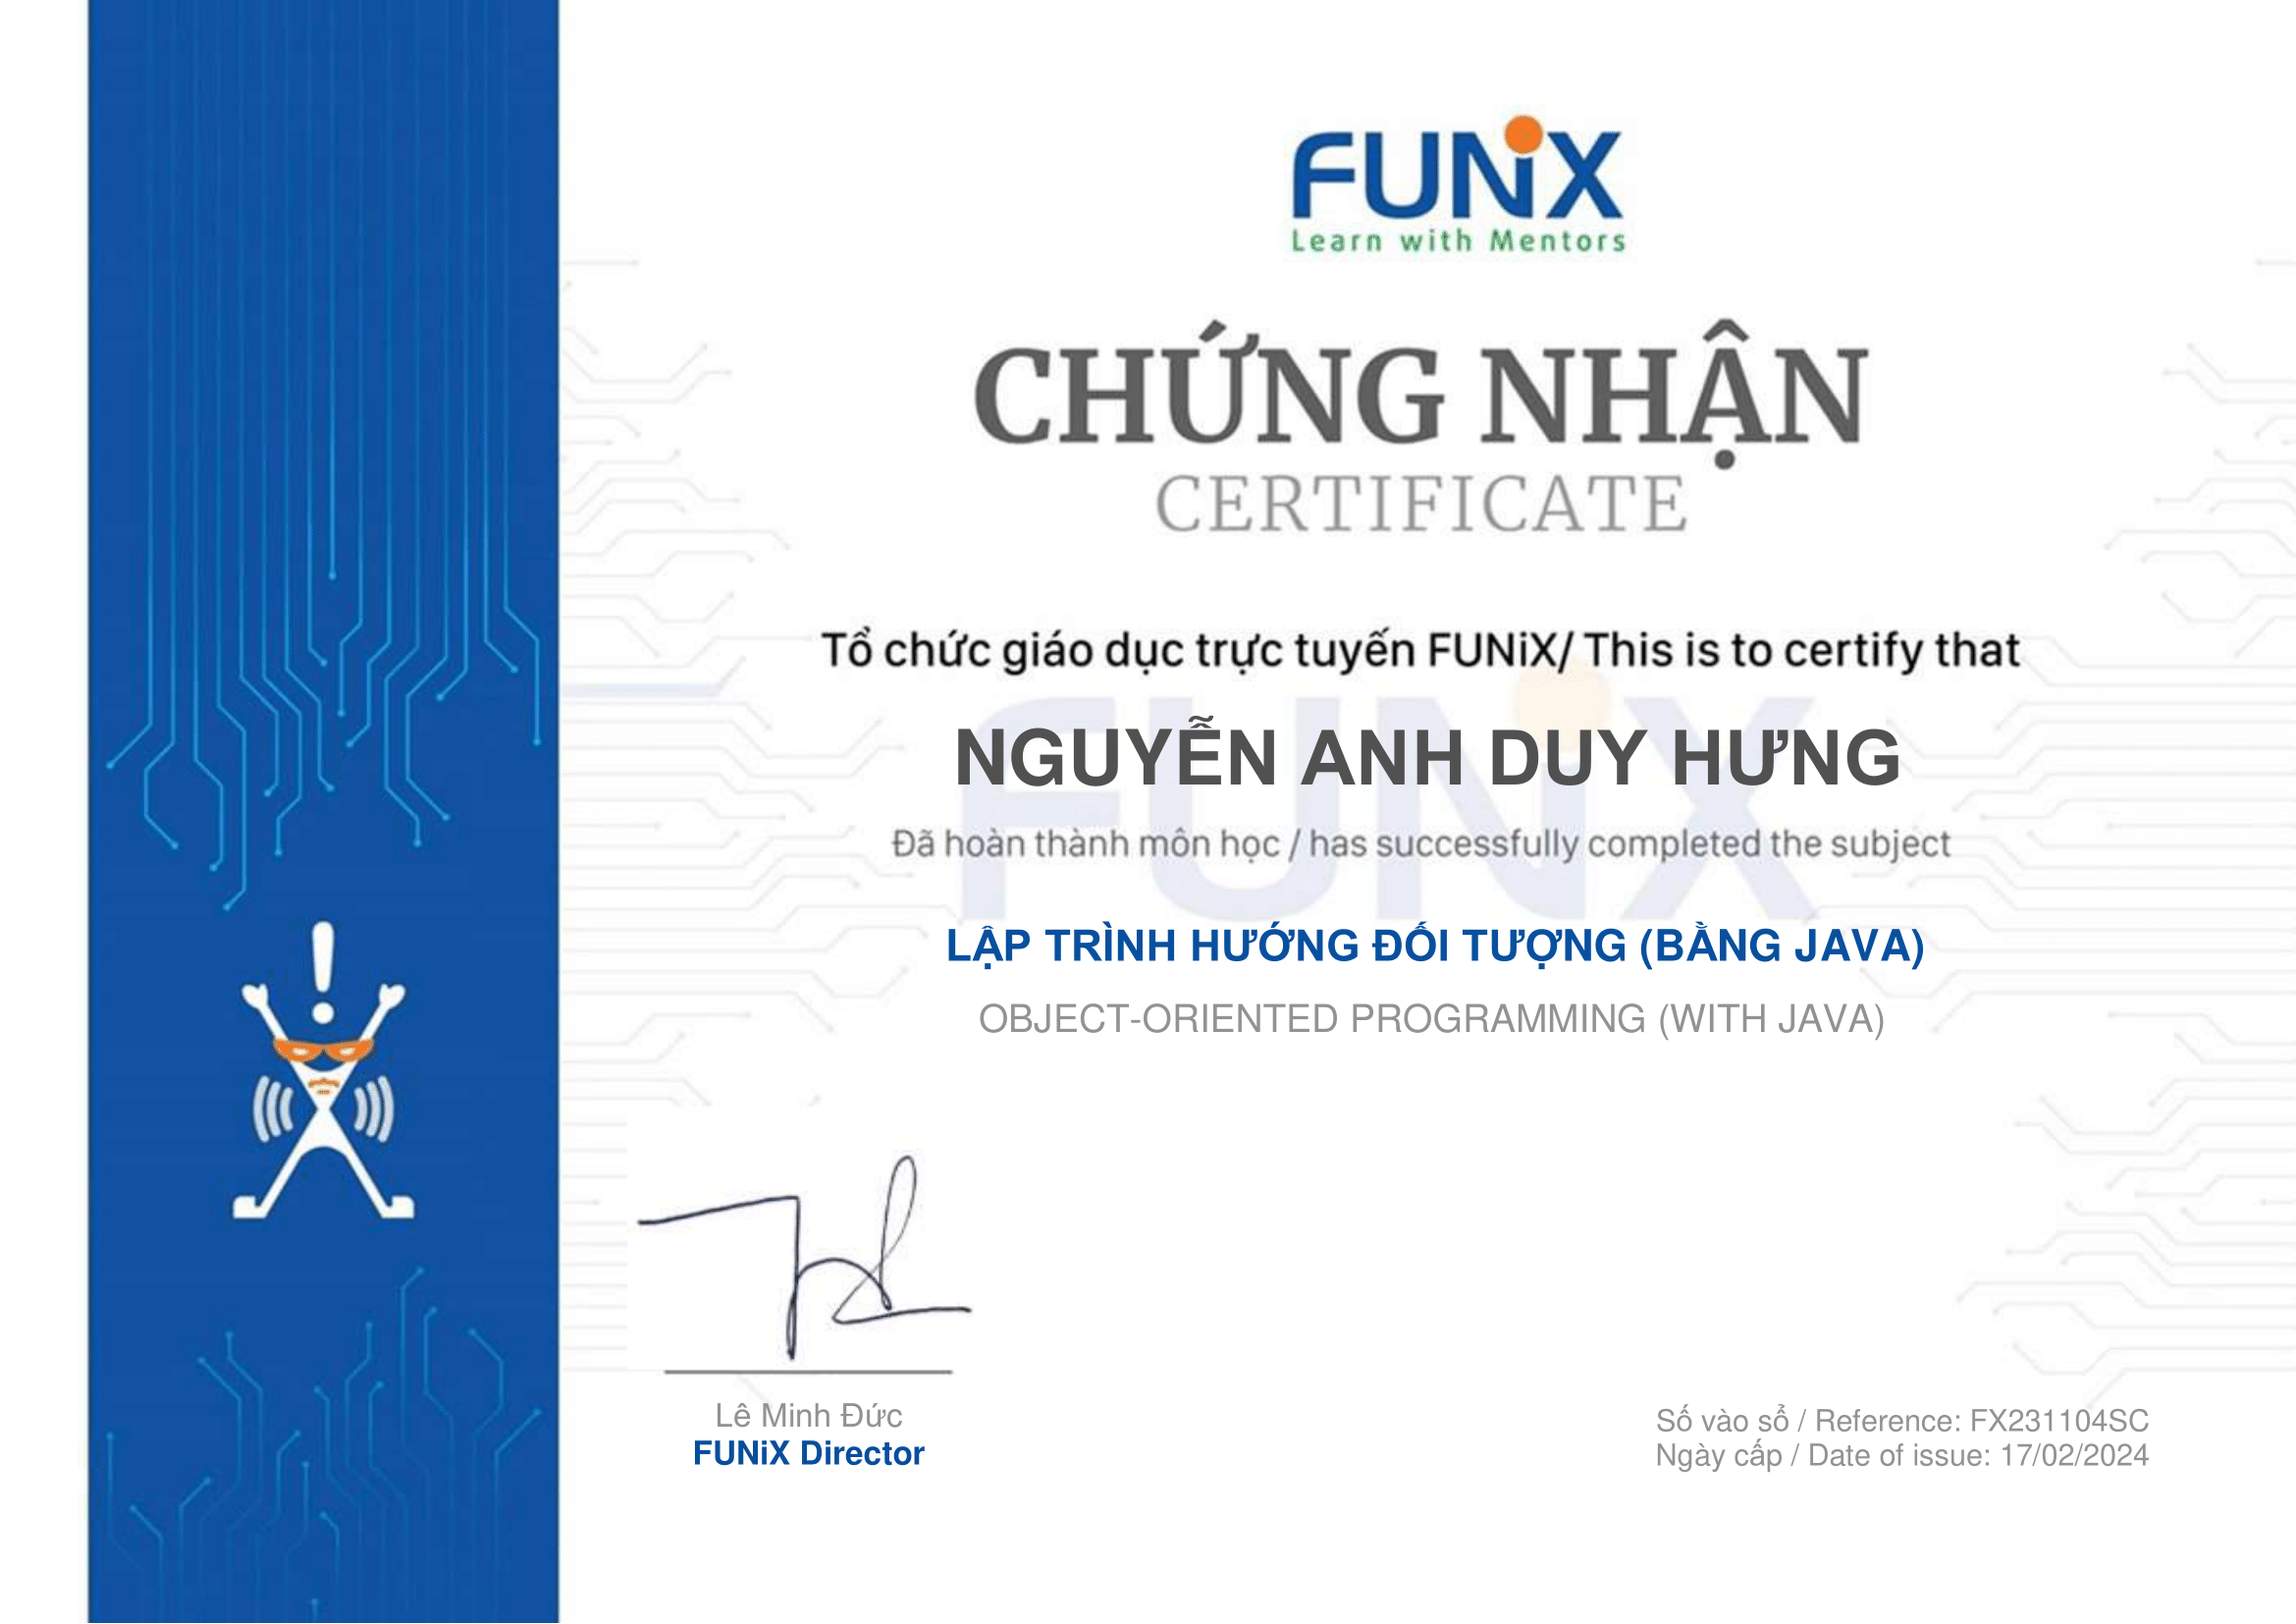 FUNiX
Learn with Mentors
CHỨNG NHẬN
CERTIFICATE
Tổ chức giáo dục trực tuyến FUNiX/ This is to certify that
NGUYỄN ANH DUY HƯNG
Đã hoàn thành môn học / has successfully completed the subject
LẬP TRÌNH HƯỚNG ĐỐI TƯỢNG (BẰNG JAVA)
OBJECT-ORIENTED PROGRAMMING (WITH JAVA)
Lê Minh Đức
FUNiX Director
Số vào sổ / Reference: FX231104SC
Ngày cấp / Date of issue: 17/02/2024